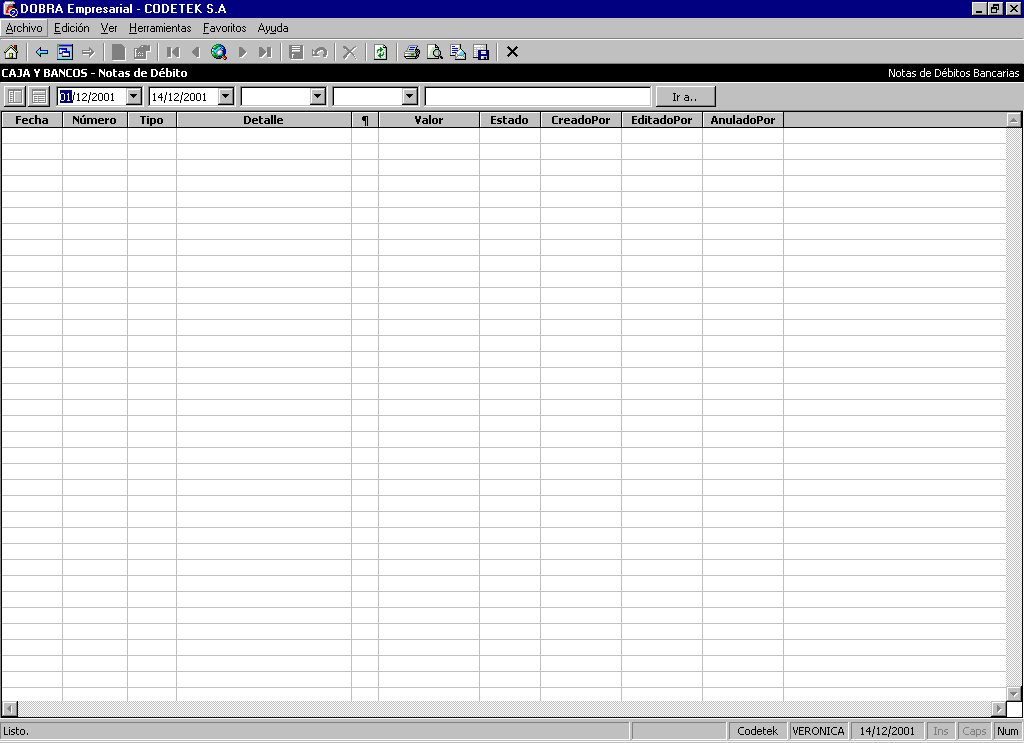 DOBRA Empresarial - CODETEK S.A
Archivo Edición Ver Herramientas Favoritos Ayuda
CAJA Y BANCOS - Notas de Débito Notas de Débitos Bancarias
01/12/2001 14/12/2001 Ir a..
Fecha Número Tipo Detalle ¶ Valor Estado CreadoPor EditadoPor AnuladoPor
Listo. Codetek VERONICA 14/12/2001 Ins Caps Num